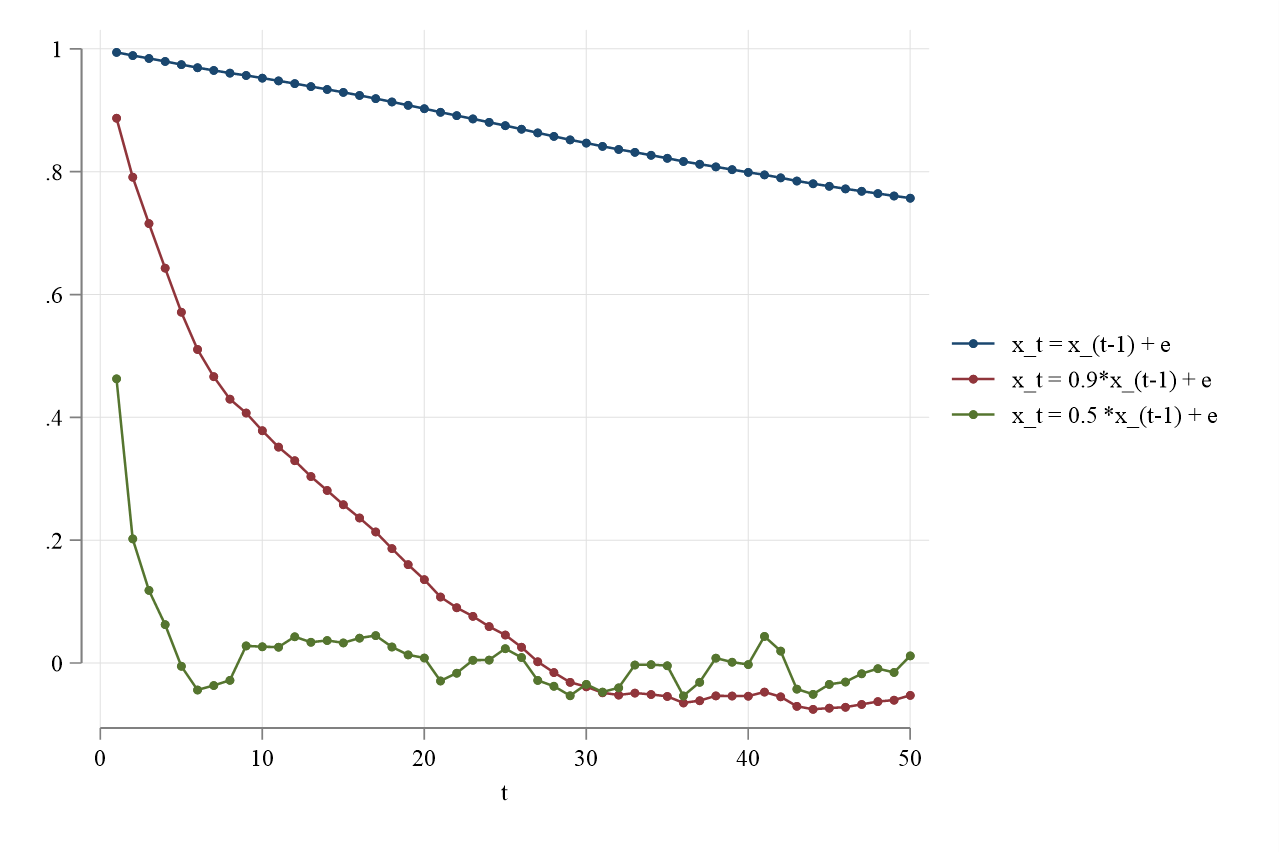 1
.8
.6
.4
.2
0
0 10 20 30 40 50
t
x_t = x_(t-1) + e
x_t = 0.9*x_(t-1) + e
x_t = 0.5 *x_(t-1) + e